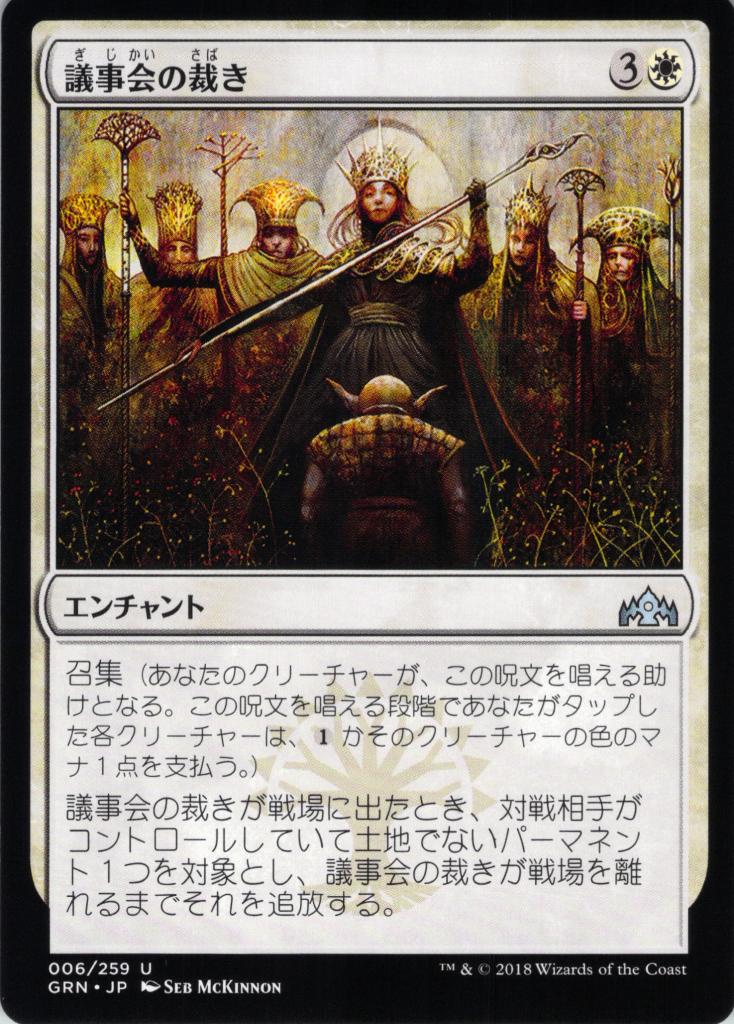 ぎじかい さば
議事会の裁き 3
エンチャント
召集(あなたのクリーチャーが、この呪文を唱える助
けとなる。この呪文を唱える段階であなたがタップし
た各クリーチャーは、1かそのクリーチャーの色のマ
ナ1点を支払う。)
議事会の裁きが戦場に出たとき、対戦相手が
コントロールしていて土地でないパーマネン
ト1つを対象とし、議事会の裁きが戦場を離
れるまでそれを追放する。
006/259 U ™ & © 2018 Wizards of the Coast
GRN • JP Seb McKinnon